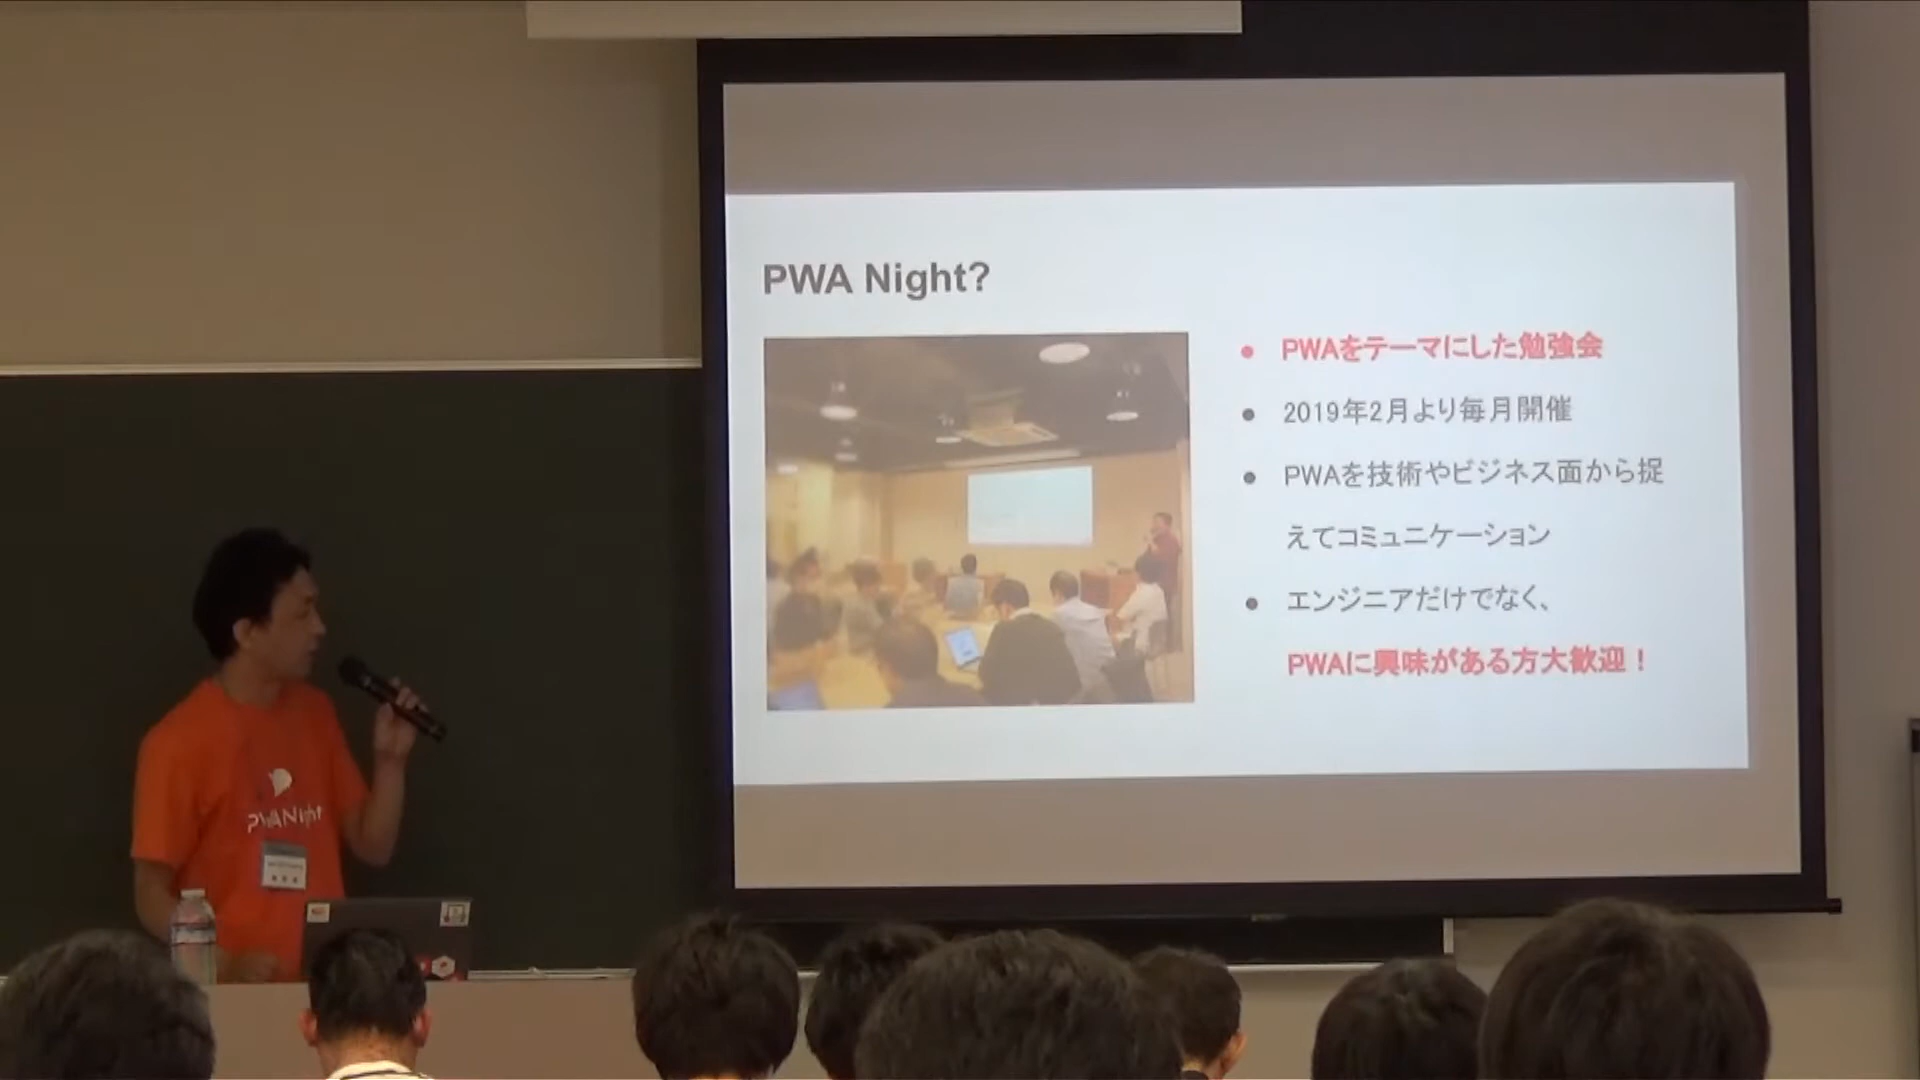 PWA Night?
● PWAをテーマにした勉強会
● 2019年2月より毎月開催
● PWAを技術やビジネス面から捉
えてコミュニケーション
● エンジニアだけでなく、
PWAに興味がある方大歓迎！
PWANight